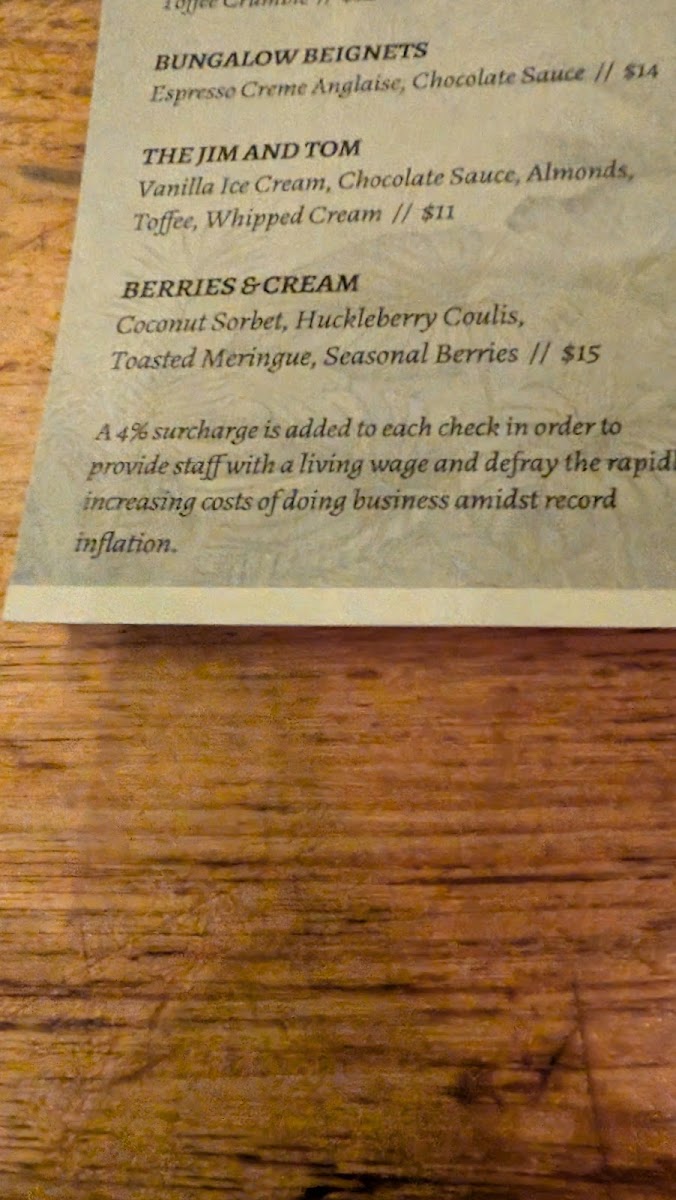 Toffee Crumble //
BUNGALOW BEIGNETS
Espresso Creme Anglaise, Chocolate Sauce // $14
THE JIM AND TOM
Vanilla Ice Cream, Chocolate Sauce, Almonds,
Toffee, Whipped Cream // $11
BERRIES & CREAM
Coconut Sorbet, Huckleberry Coulis,
Toasted Meringue, Seasonal Berries // $15
A 4% surcharge is added to each check in order to
provide staff with a living wage and defray the rapidl
increasing costs of doing business amidst record
inflation.